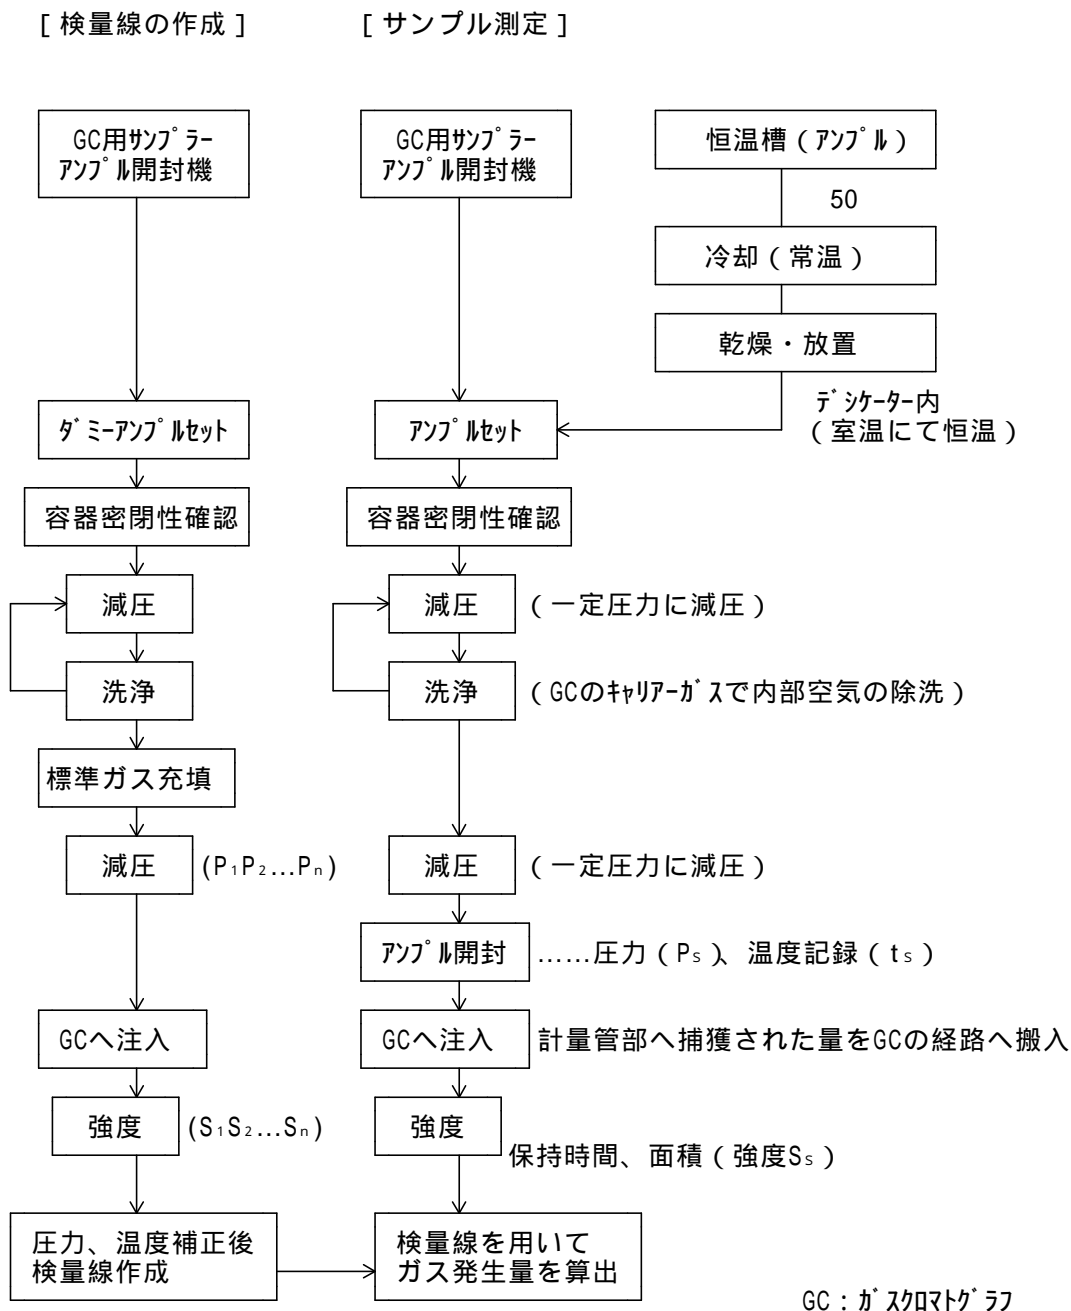 [ 検量線の作成 ]
[ サンプル測定 ]
GC用ｻﾝﾌﾟﾗｰ
ｱﾝﾌﾟﾙ開封機
GC用ｻﾝﾌﾟﾗｰ
ｱﾝﾌﾟﾙ開封機
恒温槽 ( ｱﾝﾌﾟﾙ )
50
冷却 ( 常温 )
乾燥・放置
ﾃﾞｼｹｰﾀｰ内
( 室温にて恒温 )
ﾀﾞﾐｰｱﾝﾌﾟﾙｾｯﾄ
ｱﾝﾌﾟﾙｾｯﾄ
容器密閉性確認
容器密閉性確認
減圧
減圧
( 一定圧力に減圧 )
洗浄
洗浄
( GCのｷｬﾘｱｰｶﾞｽで内部空気の除洗 )
標準ガス充填
減圧
(P₁P₂…Pₙ)
減圧
( 一定圧力に減圧 )
ｱﾝﾌﾟﾙ開封
……圧力 ( Ps )、温度記録 ( ts )
GCへ注入
GCへ注入
計量管部へ捕獲された量をGCの経路へ搬入
強度
(S₁S₂…Sₙ)
強度
保持時間、面積 ( 強度Ss )
圧力、温度補正後
検量線作成
検量線を用いて
ガス発生量を算出
GC : ｶﾞｽｸﾛﾏﾄｸﾞﾗﾌ